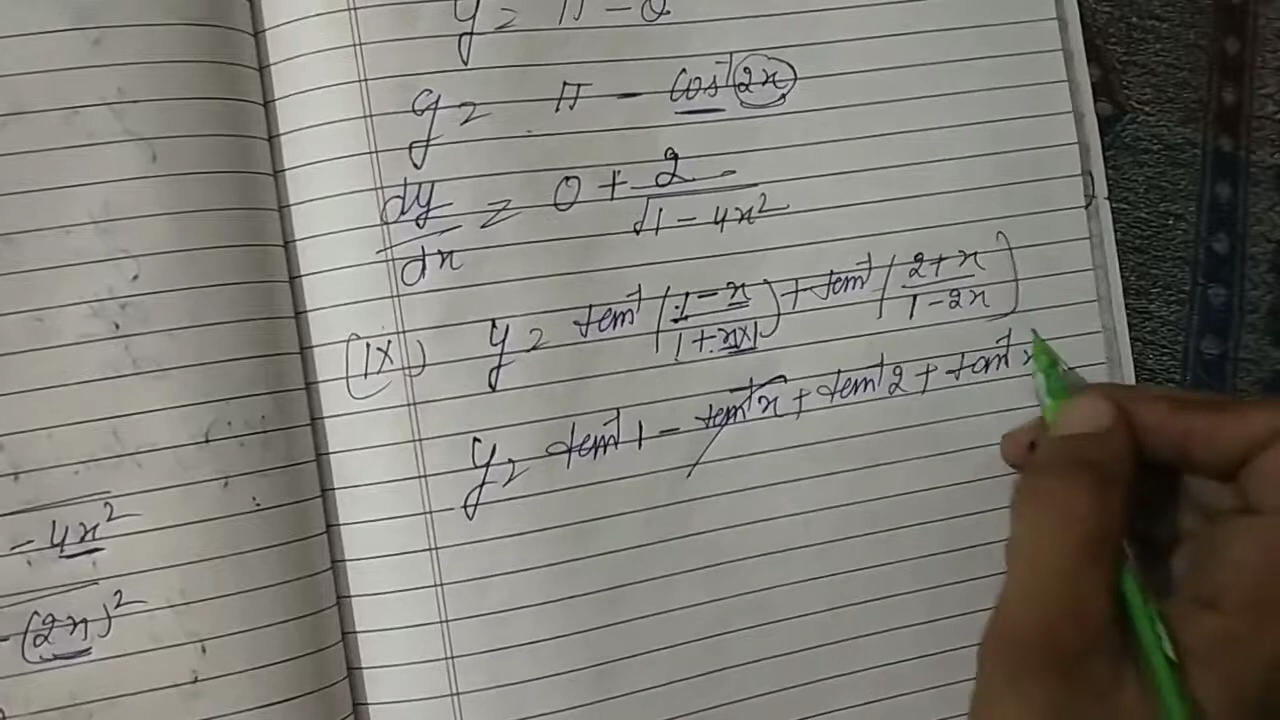 y = π - θ
y = π - cos⁻¹(2x)
dy/dx = 0 + 2/√1 - 4x²
(ix) y = tan⁻¹(1 - x/1 + x×1) + tan⁻¹(2 + x/1 - 2x)
y = tan⁻¹1 - tan⁻¹x + tan⁻¹2 + tan⁻¹x
- 4x²
- (2x)²